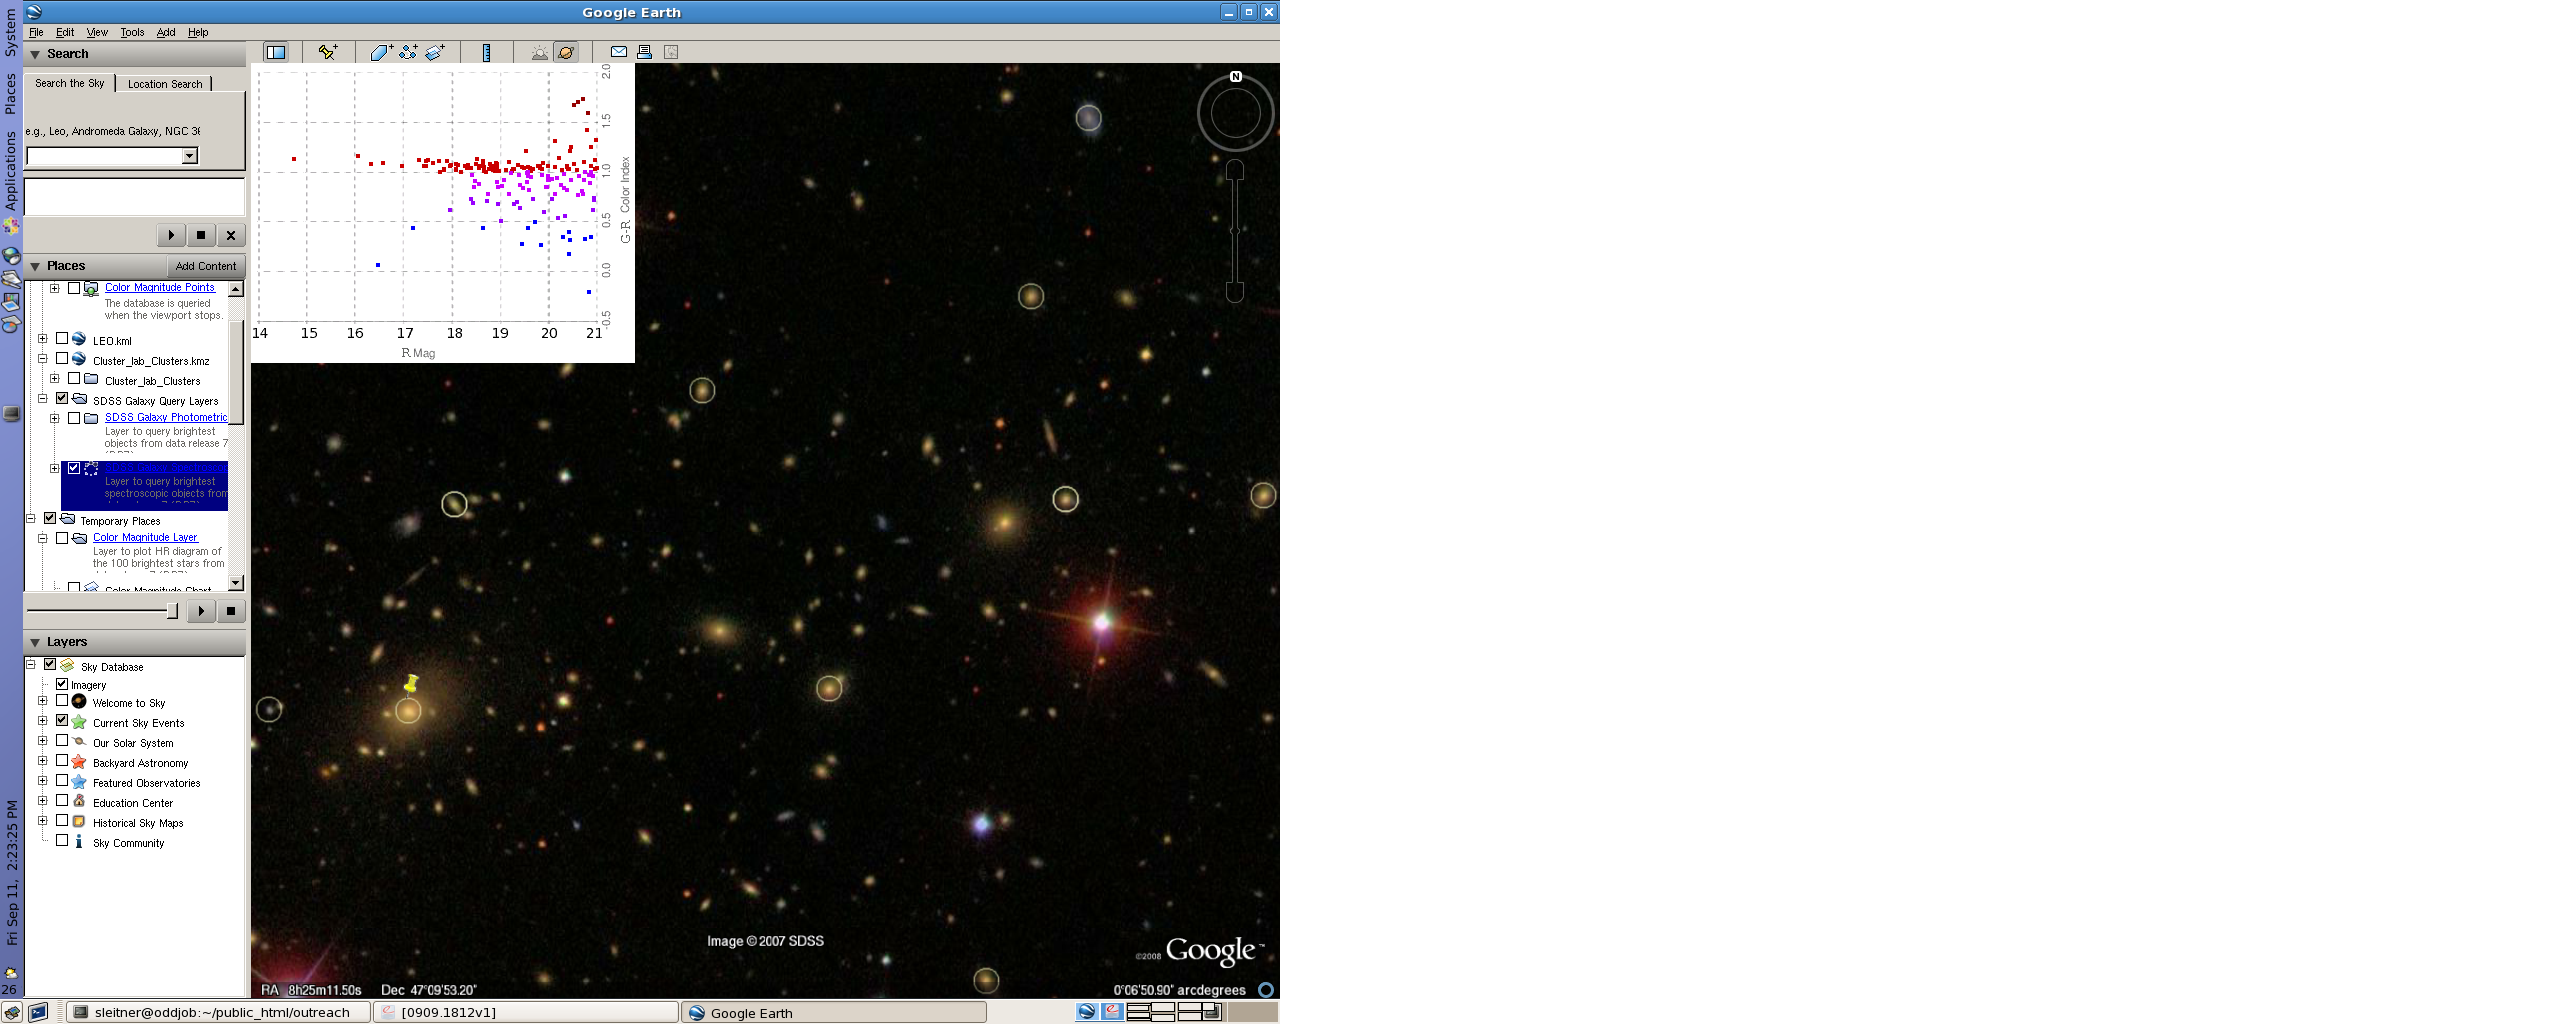 System
Places
Applications
Fri Sep 11, 2:23:25 PM
26
Google Earth
File Edit View Tools Add Help
Search
Search the Sky Location Search
e.g., Leo, Andromeda Galaxy, NGC
Places Add Content
Color Magnitude Points
The database is queried
when the viewport stops.
LEO.kml
Cluster_lab_Clusters.kmz
Cluster_lab_Clusters
SDSS Galaxy Query Layers
SDSS Galaxy Photometric
Layer to query brightest
objects from data release 7
SDSS Galaxy
Layer to query brightest
spectroscopic objects from
Temporary Places
Color Magnitude Layer
Layer to plot HR diagram of
the 100 brightest stars from
Color Magnitude Chart
Layers
Sky Database
Imagery
Welcome to Sky
Current Sky Events
Our Solar System
Backyard Astronomy
Featured Observatories
Education Center
Historical Sky Maps
Sky Community
2.0
1.5
1.0
0.5
0.0
-0.5
G-R Color Index
14 15 16 17 18 19 20 21
R Mag
N
Image © 2007 SDSS
©2008 Google™
RA 8h25m11.50s Dec 47°09'53.20" 0°06'50.90" arcdegrees
sleitner@oddjob:~/public_html/outreach [0909.1812v1] Google Earth